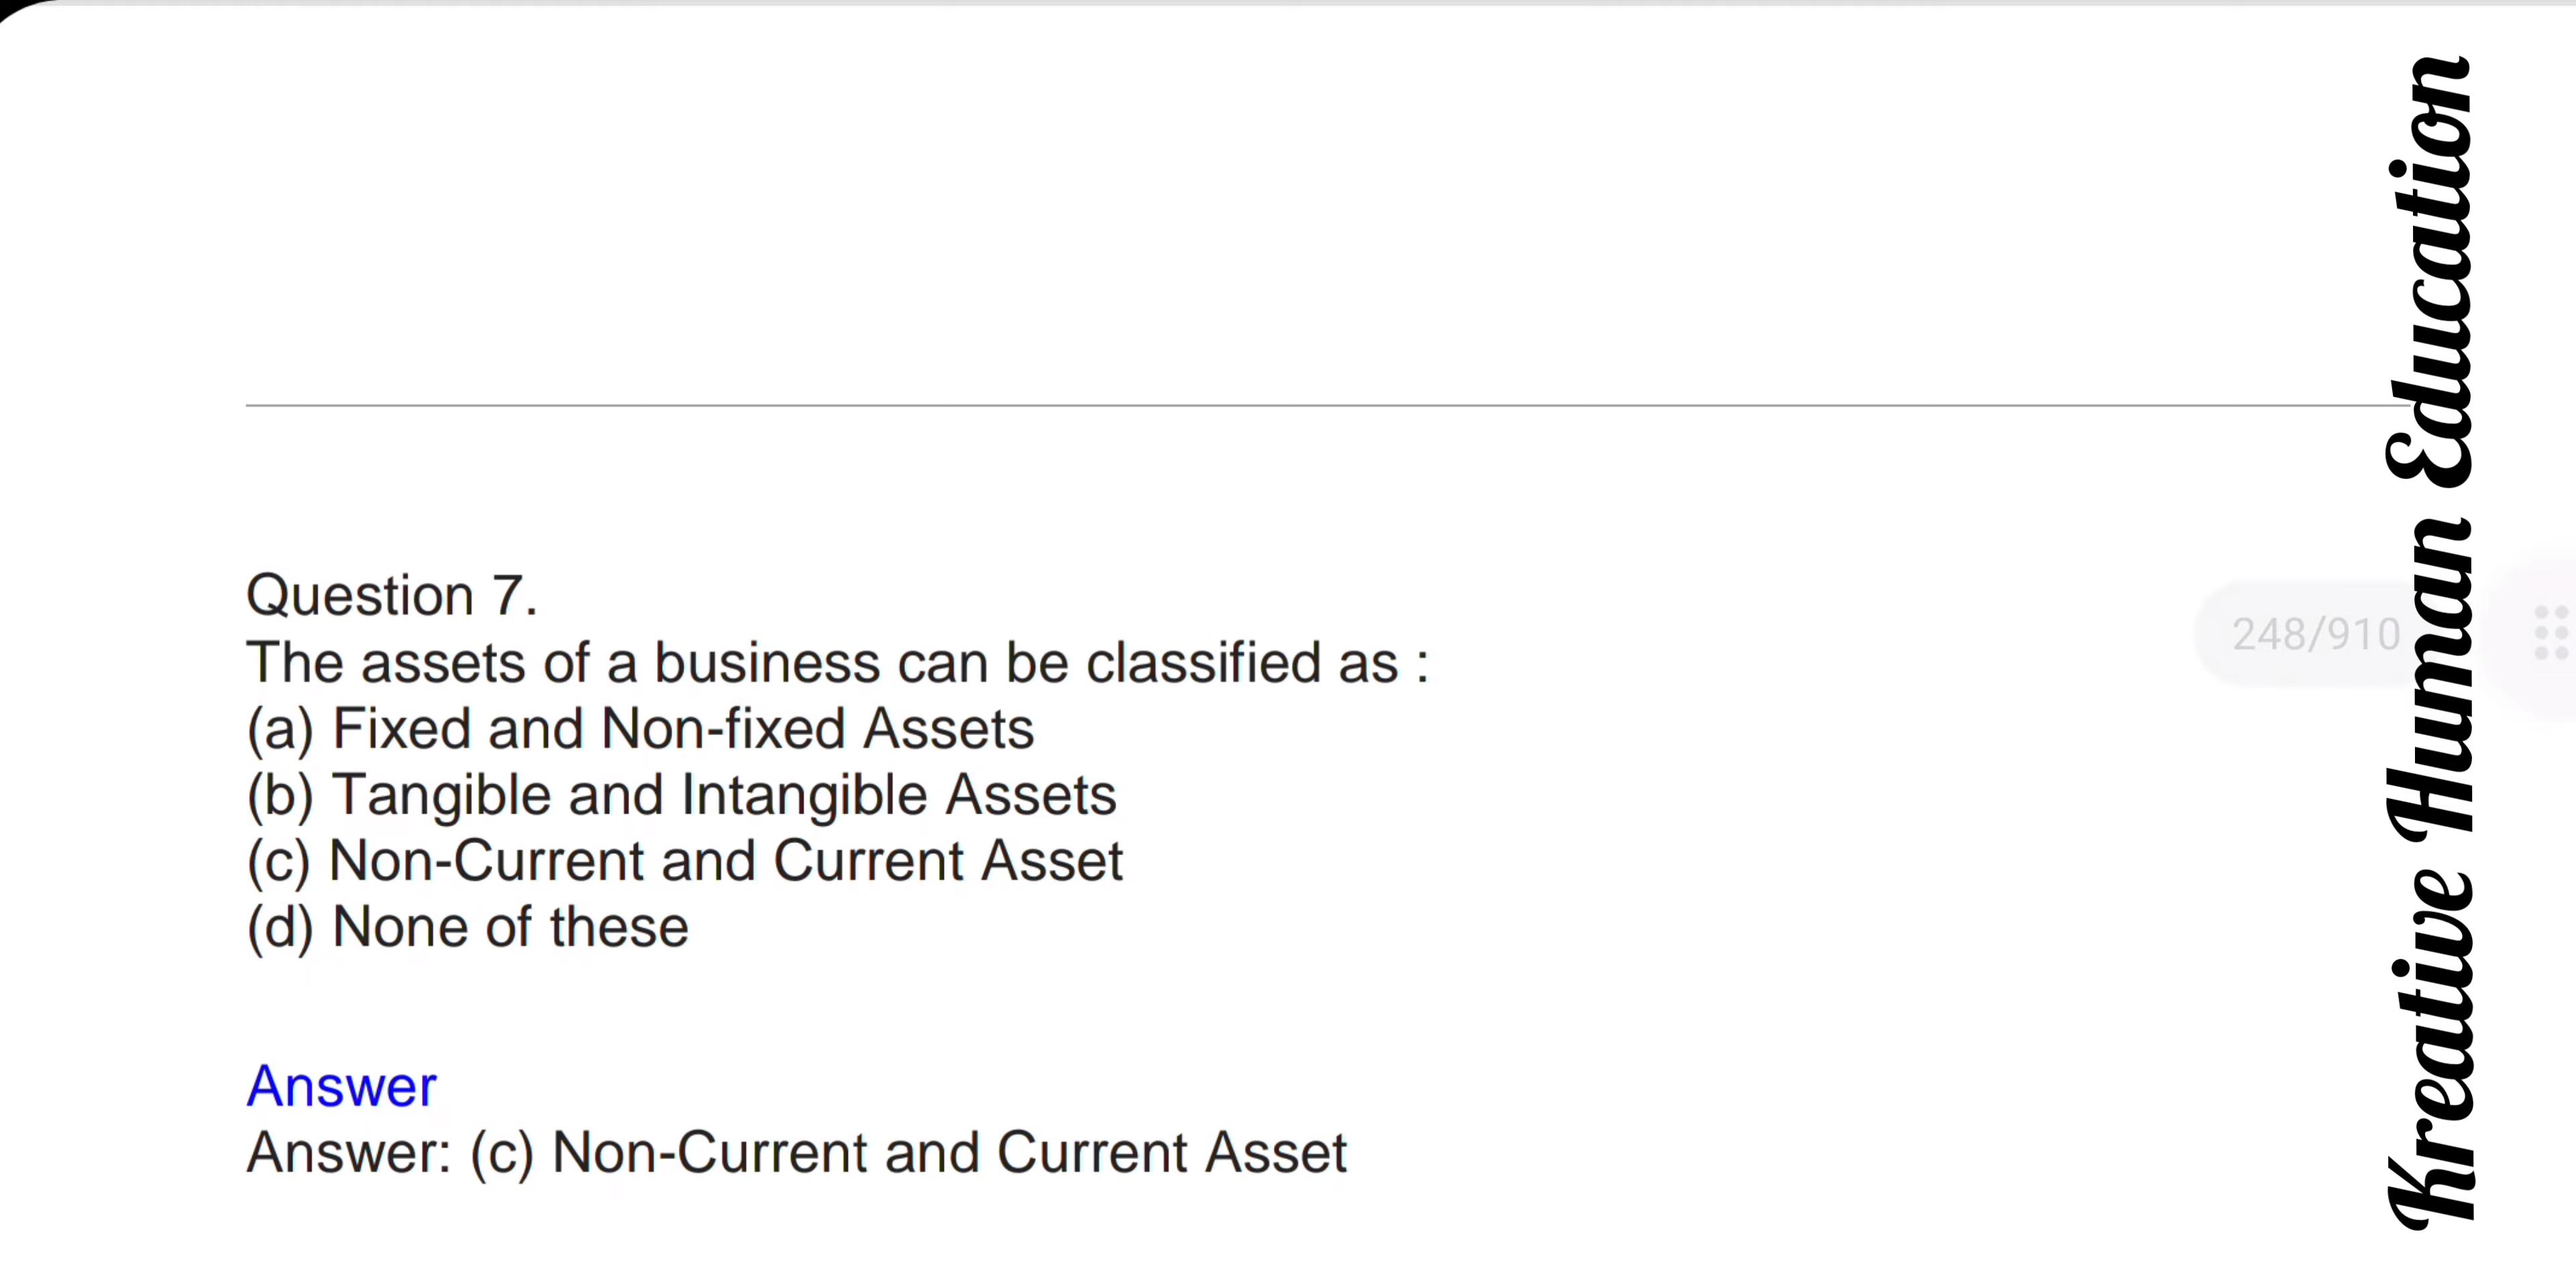 Question 7.
The assets of a business can be classified as :
(a) Fixed and Non-fixed Assets
(b) Tangible and Intangible Assets
(c) Non-Current and Current Asset
(d) None of these
Answer
Answer: (c) Non-Current and Current Asset
248/910
Kreative Human Education